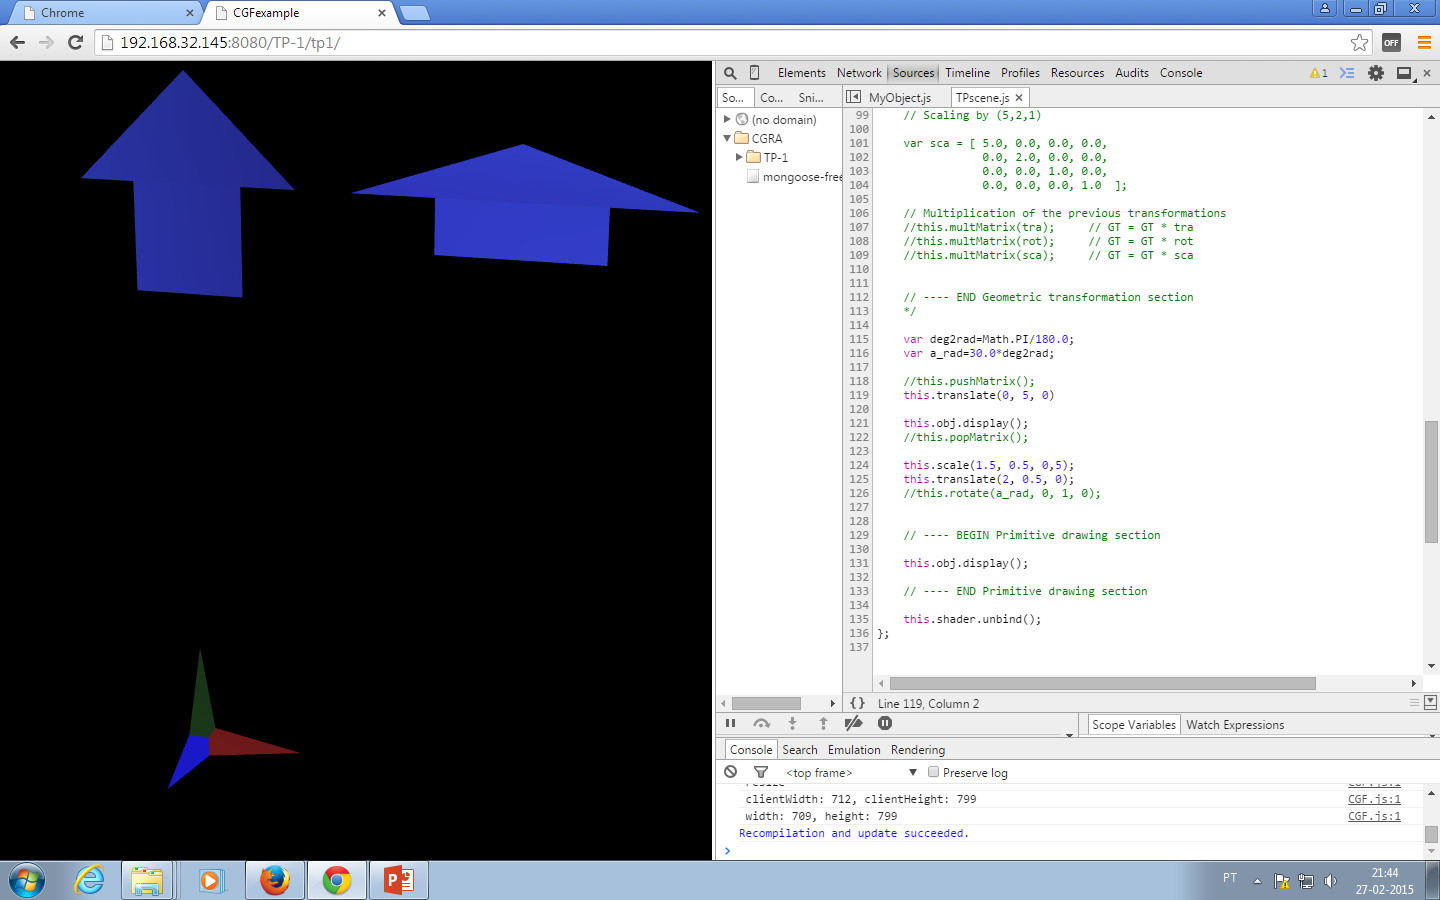 Chrome
CGFexample
192.168.32.145:8080/TP-1/tp1/
OFF
Elements Network Sources Timeline Profiles Resources Audits Console
1
So... Co... Sni...
MyObject.js TPscene.js
(no domain)
CGRA
TP-1
mongoose-free
99 // Scaling by (5,2,1)
100
101 var sca = [ 5.0, 0.0, 0.0, 0.0,
102 0.0, 2.0, 0.0, 0.0,
103 0.0, 0.0, 1.0, 0.0,
104 0.0, 0.0, 0.0, 1.0 ];
105
106 // Multiplication of the previous transformations
107 //this.multMatrix(tra); // GT = GT * tra
108 //this.multMatrix(rot); // GT = GT * rot
109 //this.multMatrix(sca); // GT = GT * sca
110
111
112 // ---- END Geometric transformation section
113 */
114
115 var deg2rad=Math.PI/180.0;
116 var a_rad=30.0*deg2rad;
117
118 //this.pushMatrix();
119 this.translate(0, 5, 0)
120
121 this.obj.display();
122 //this.popMatrix();
123
124 this.scale(1.5, 0.5, 0,5);
125 this.translate(2, 0.5, 0);
126 //this.rotate(a_rad, 0, 1, 0);
127
128
129 // ---- BEGIN Primitive drawing section
130
131 this.obj.display();
132
133 // ---- END Primitive drawing section
134
135 this.shader.unbind();
136 };
137
{} Line 119, Column 2
Scope Variables Watch Expressions
Console Search Emulation Rendering
<top frame> Preserve log
resize CGF.js:1
clientWidth: 712, clientHeight: 799 CGF.js:1
width: 709, height: 799 CGF.js:1
Recompilation and update succeeded.
>
PT
21:44
27-02-2015